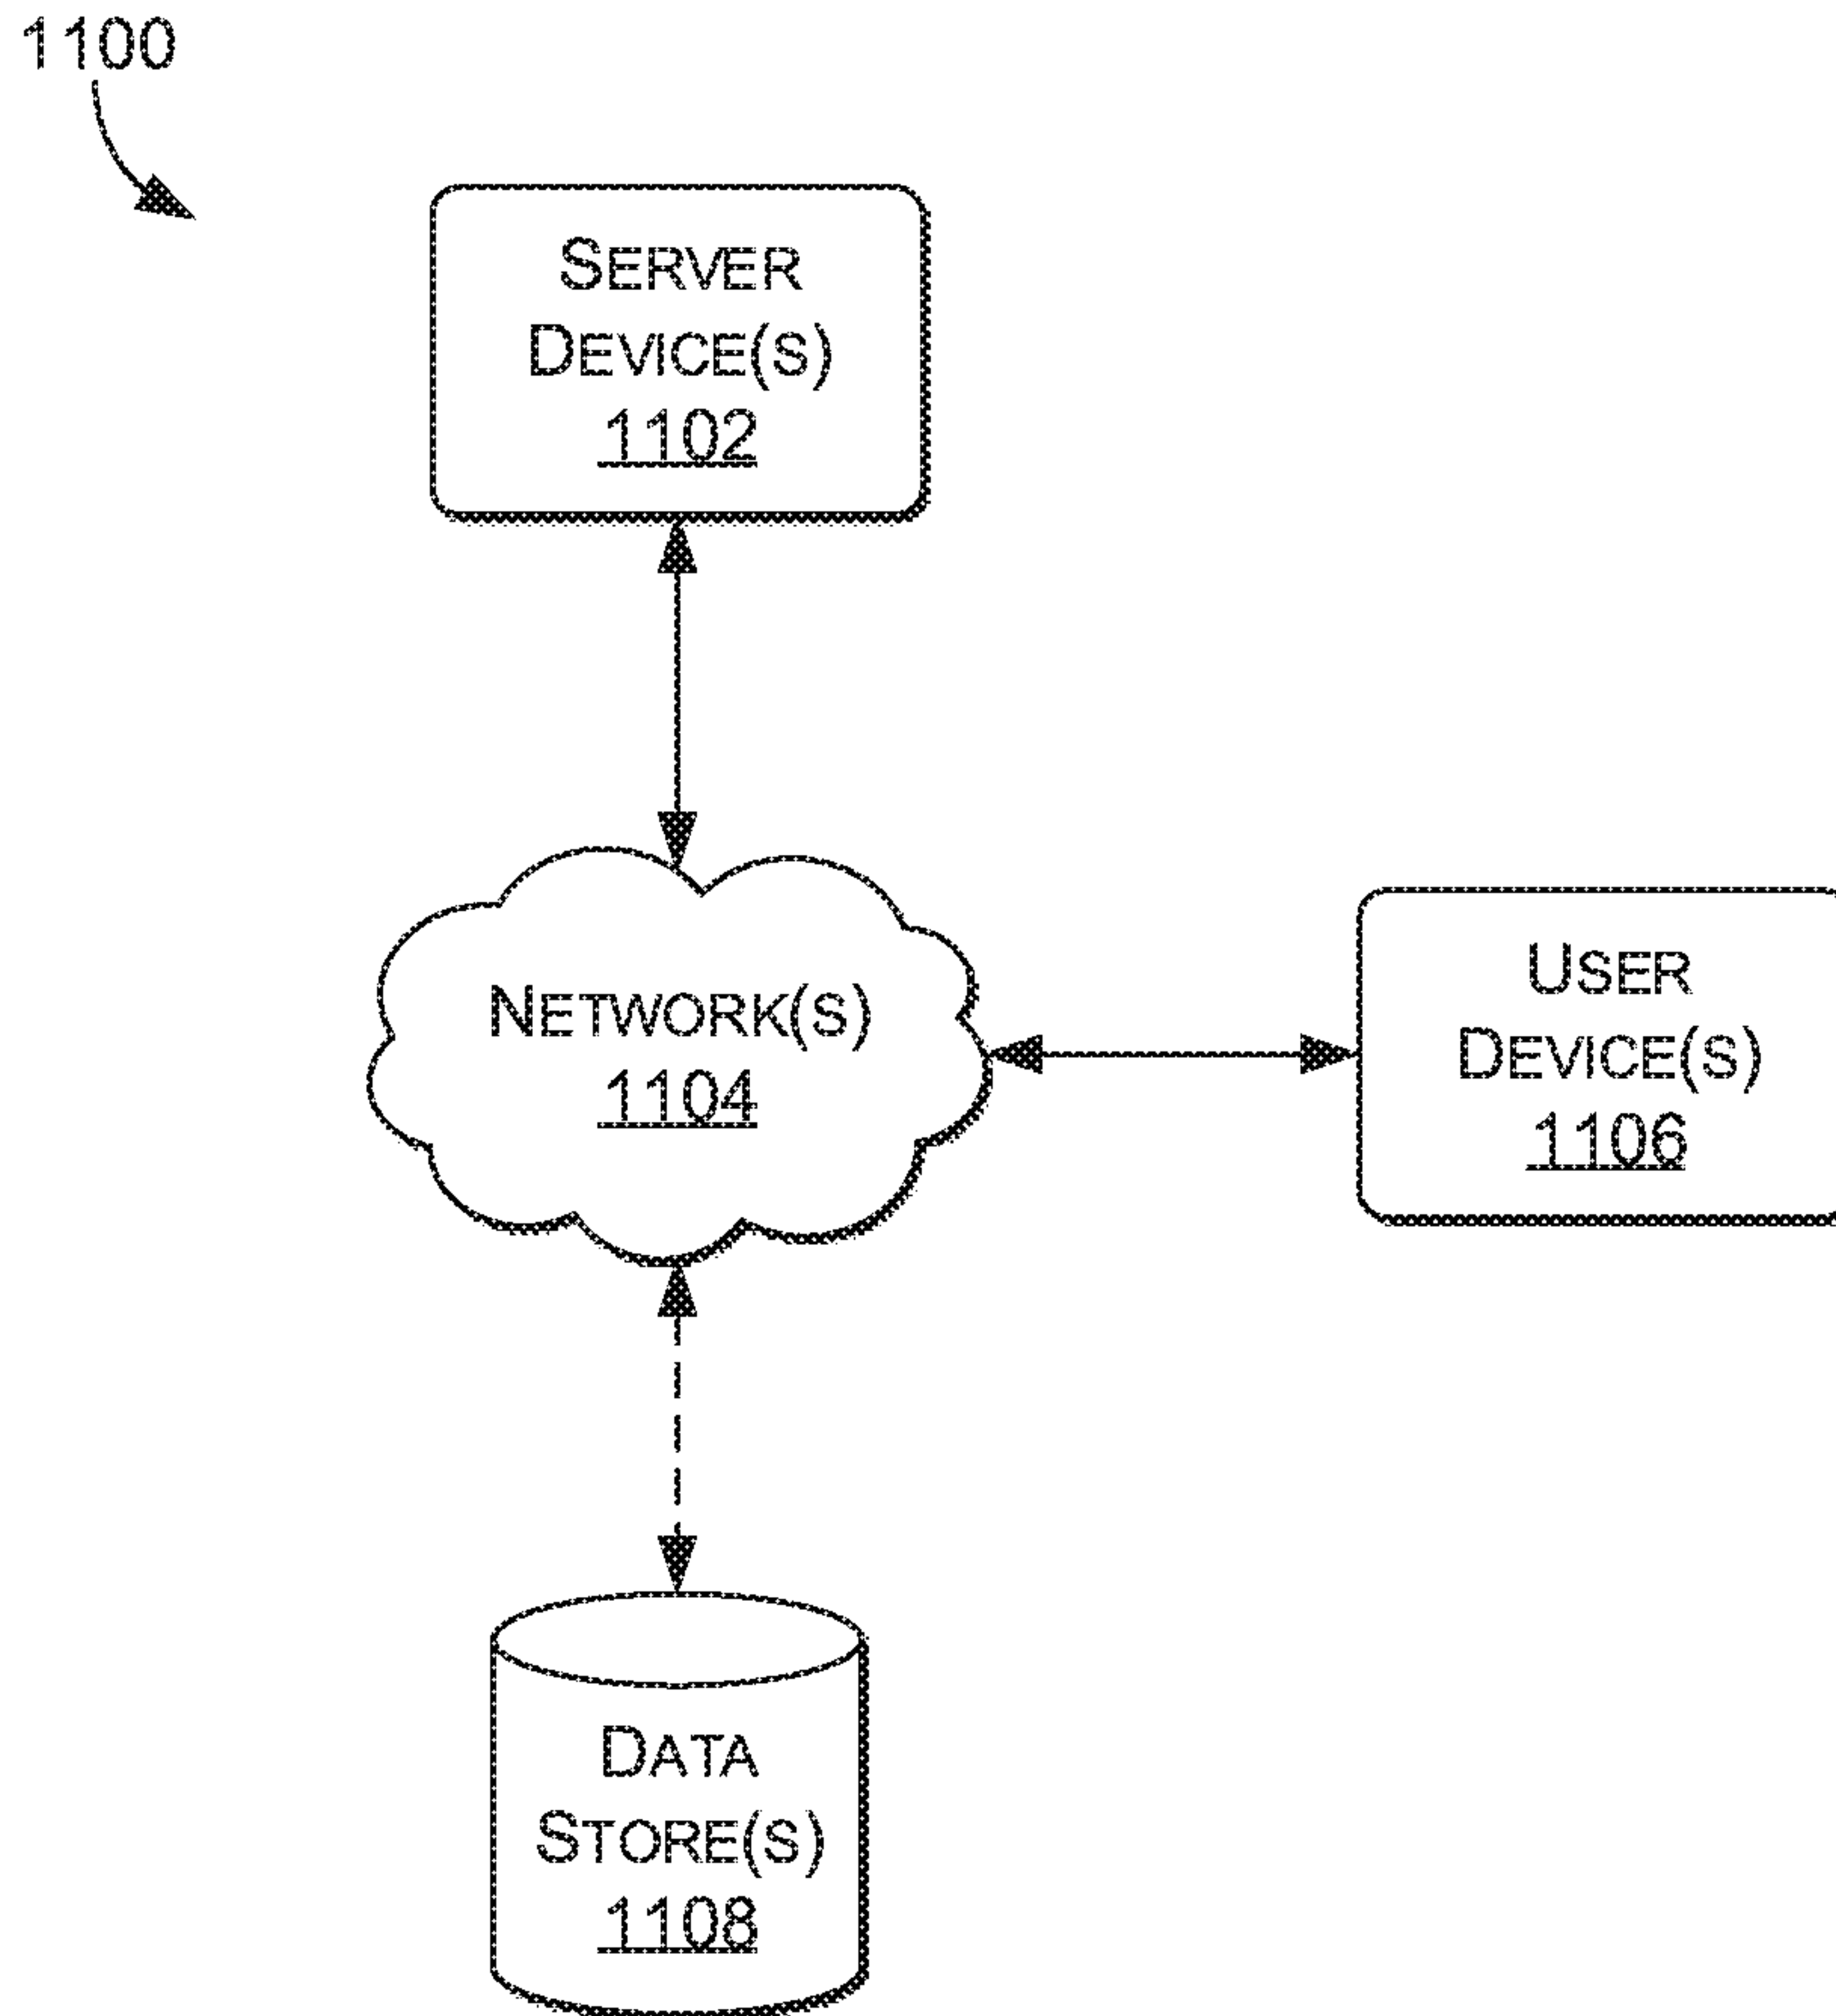 1100
SERVER
DEVICE(S)
1102
NETWORK(S)
1104
USER
DEVICE(S)
1106
DATA
STORE(S)
1108